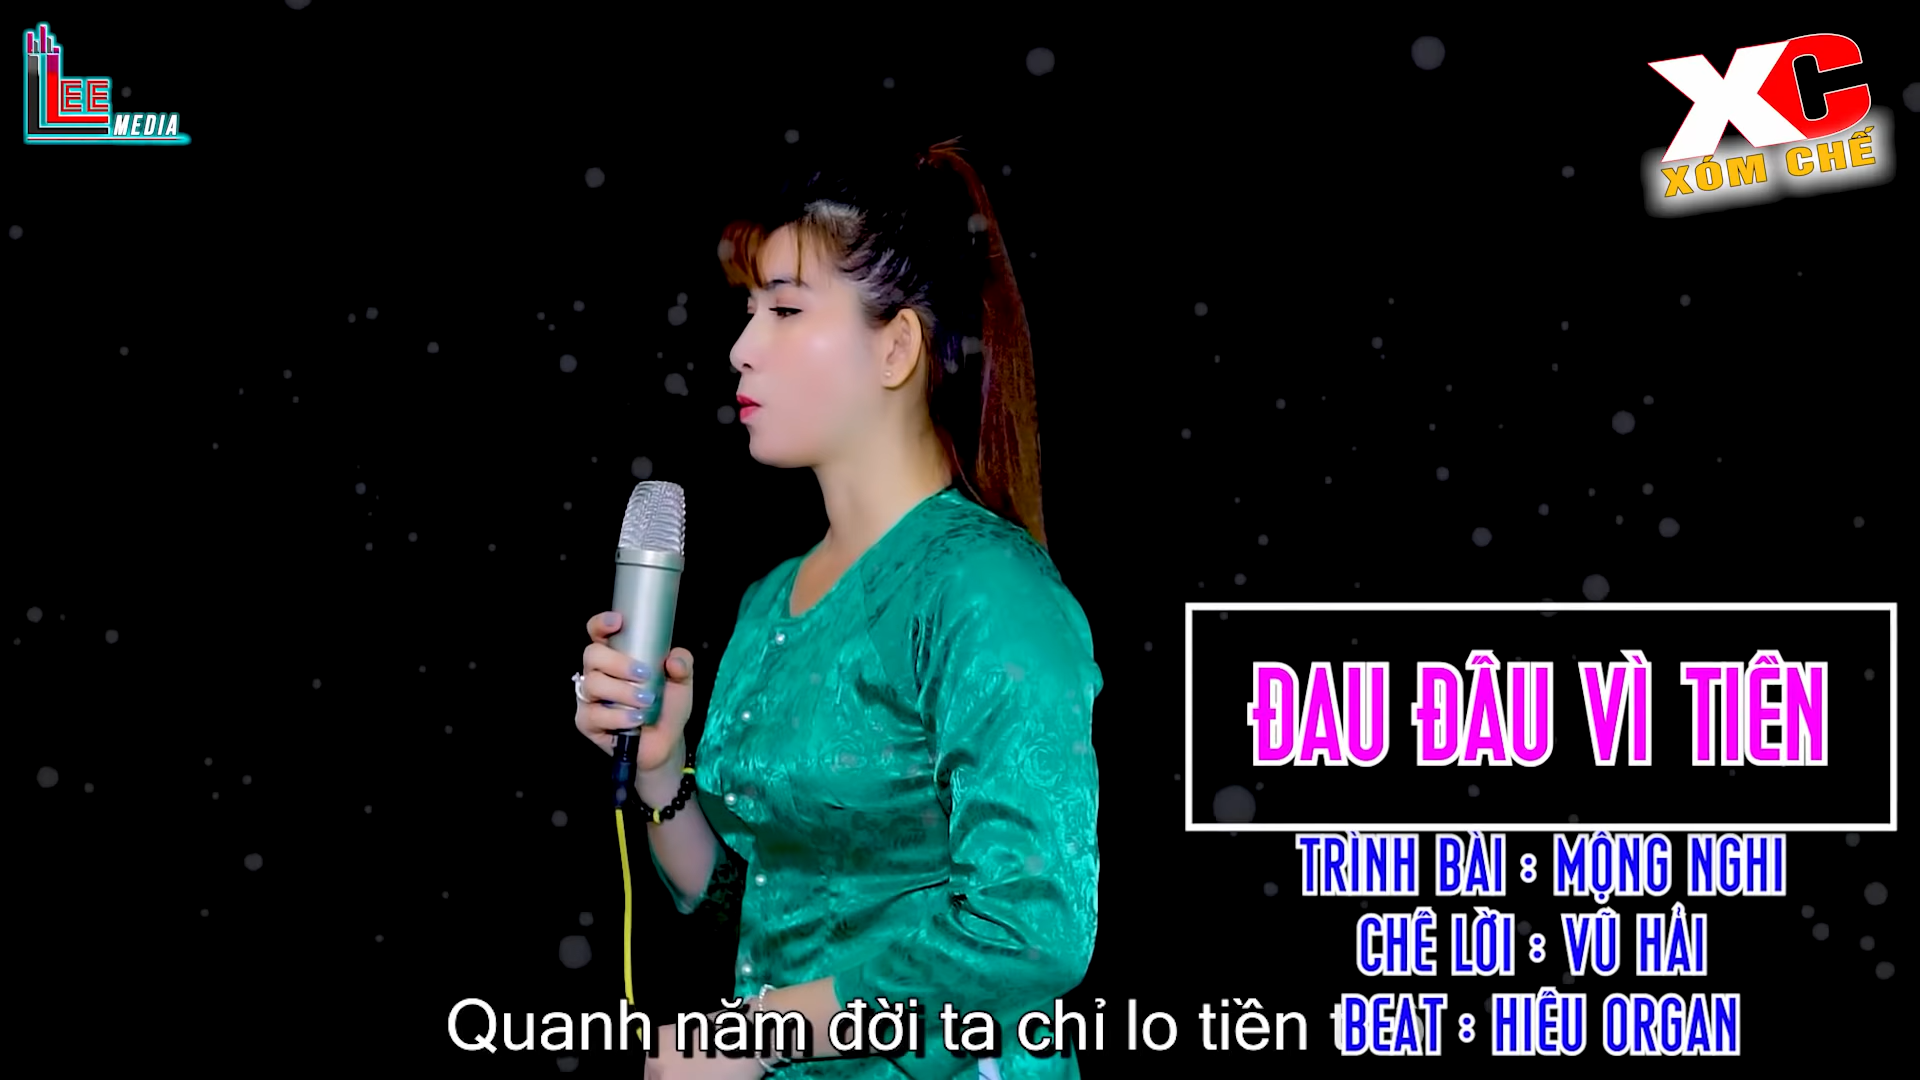 LEE
MEDIA
XC
XÓM CHẾ
ĐAU ĐẦU VÌ TIỀN
TRÌNH BÀI : MỘNG NGHI
CHẾ LỜI : VŨ HẢI
BEAT : HIẾU ORGAN
Quanh năm đời ta chỉ lo tiền